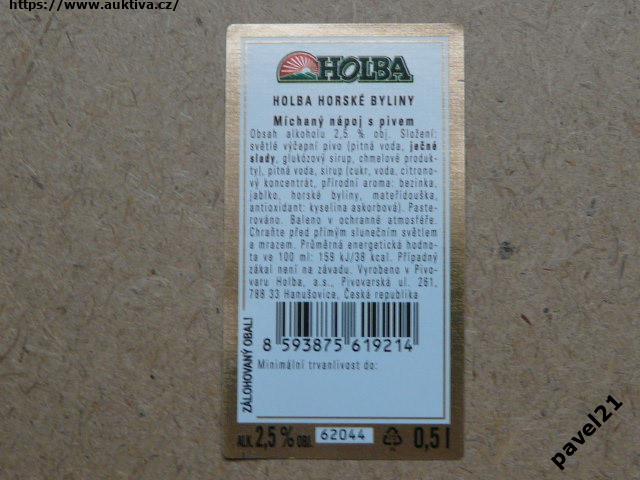 https://www.auktiva.cz/
HOLBA
HOLBA HORSKÉ BYLINY
Míchaný nápoj s pivem
Obsah alkoholu 2,5 % obj. Složení:
světlé výčepní pivo (pitná voda, ječné
slady, glukózový sirup, chmelové produk-
ty), pitná voda, sirup (cukr, voda, citrono-
vý koncentrát, přírodní aroma: bezinka,
jablko, horské byliny, mateřídouška,
antioxidant: kyselina askorbová). Paste-
rováno. Baleno v ochranné atmosféře.
Chraňte před přímým slunečním světlem
a mrazem. Průměrná energetická hodno-
ta ve 100 ml: 159 kJ/38 kcal. Případný
zákal není na závadu. Vyrobeno v Pivo-
varu Holba, a.s., Pivovarská ul. 261,
788 33 Hanušovice, Česká republika
8 593875 619214
Minimální trvanlivost do:
ZÁLOHOVANÝ OBAL!
ALK. 2,5 % OBJ. 62044 0,5 l
pavel21